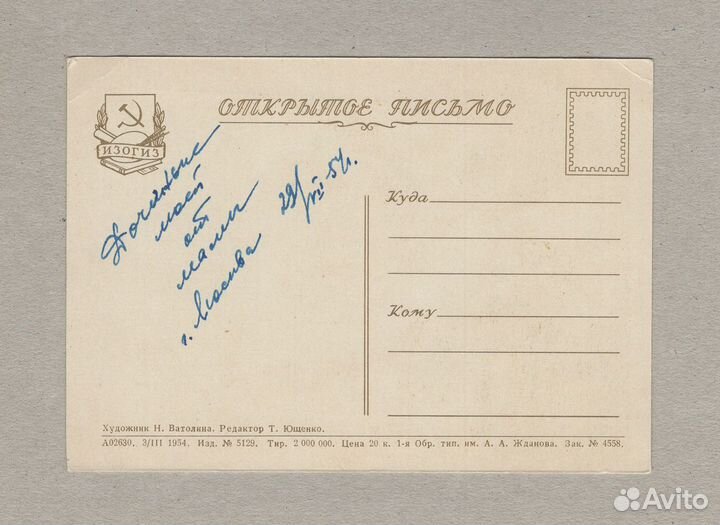 ОТКРЫТОЕ ПИСЬМО
ИЗОГИЗ
Доченьке
моей
от
мамы
г. Москва
29/VII 54 г.
Куда
Кому
Художник Н. Ватолина. Редактор Т. Ющенко.
А02630. 3/III 1954. Изд. № 5129. Тир. 2 000 000. Цена 20 к. 1-я Обр. тип. им. А. А. Жданова. Зак. № 4558.
Avito